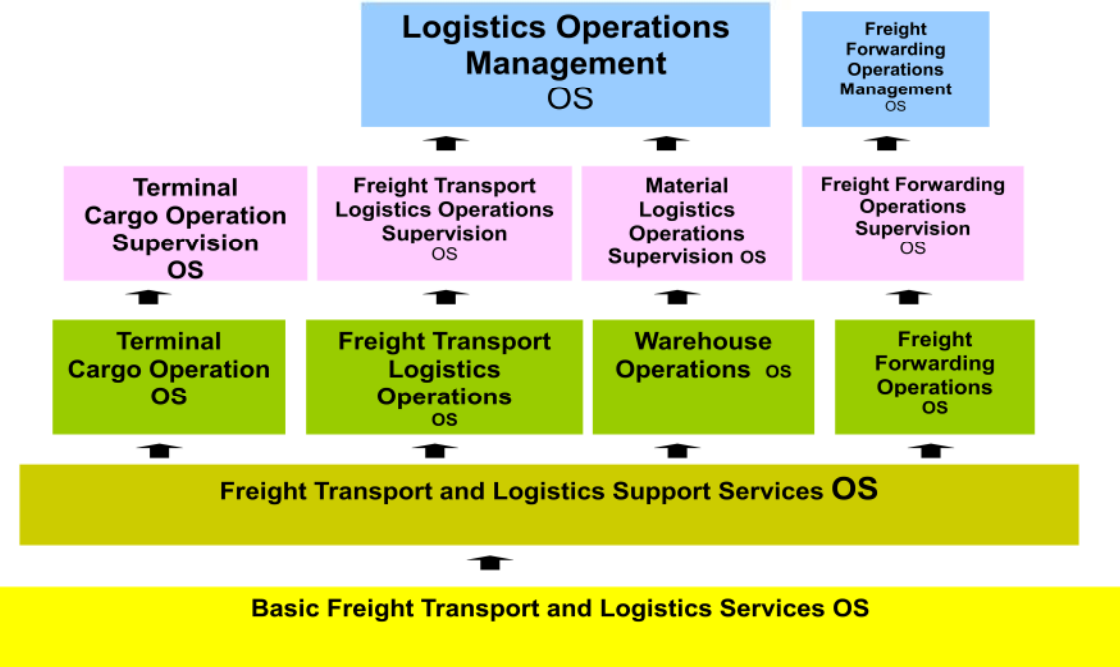 Logistics Operations
Management
OS
Freight
Forwarding
Operations
Management
OS
Terminal
Cargo Operation
Supervision
OS
Freight Transport
Logistics Operations
Supervision
OS
Material
Logistics
Operations
Supervision OS
Freight Forwarding
Operations
Supervision
OS
Terminal
Cargo Operation
OS
Freight Transport
Logistics
Operations
OS
Warehouse
Operations OS
Freight
Forwarding
Operations
OS
Freight Transport and Logistics Support Services OS
Basic Freight Transport and Logistics Services OS